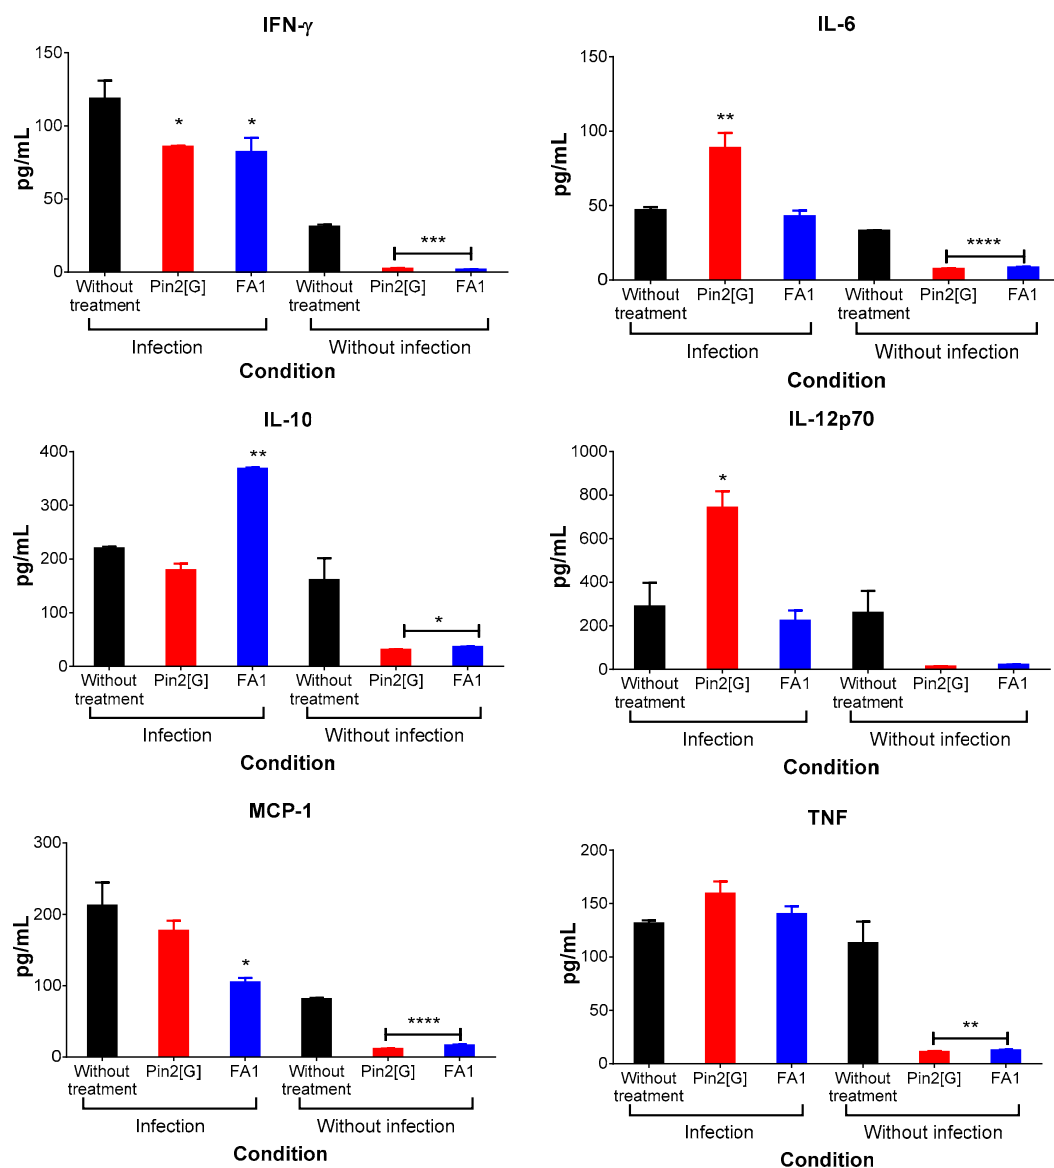 IFN-γ
150
100
50
0
pg/mL
*
*
***
Without treatment
Pin2[G]
FA1
Without treatment
Pin2[G]
FA1
Infection
Without infection
Condition
IL-6
150
100
50
0
pg/mL
**
****
Without treatment
Pin2[G]
FA1
Without treatment
Pin2[G]
FA1
Infection
Without infection
Condition
IL-10
400
300
200
100
0
pg/mL
**
*
Without treatment
Pin2[G]
FA1
Without treatment
Pin2[G]
FA1
Infection
Without infection
Condition
IL-12p70
1000
800
600
400
200
0
pg/mL
*
Without treatment
Pin2[G]
FA1
Without treatment
Pin2[G]
FA1
Infection
Without infection
Condition
MCP-1
300
200
100
0
pg/mL
*
****
Without treatment
Pin2[G]
FA1
Without treatment
Pin2[G]
FA1
Infection
Without infection
Condition
TNF
200
150
100
50
0
pg/mL
**
Without treatment
Pin2[G]
FA1
Without treatment
Pin2[G]
FA1
Infection
Without infection
Condition